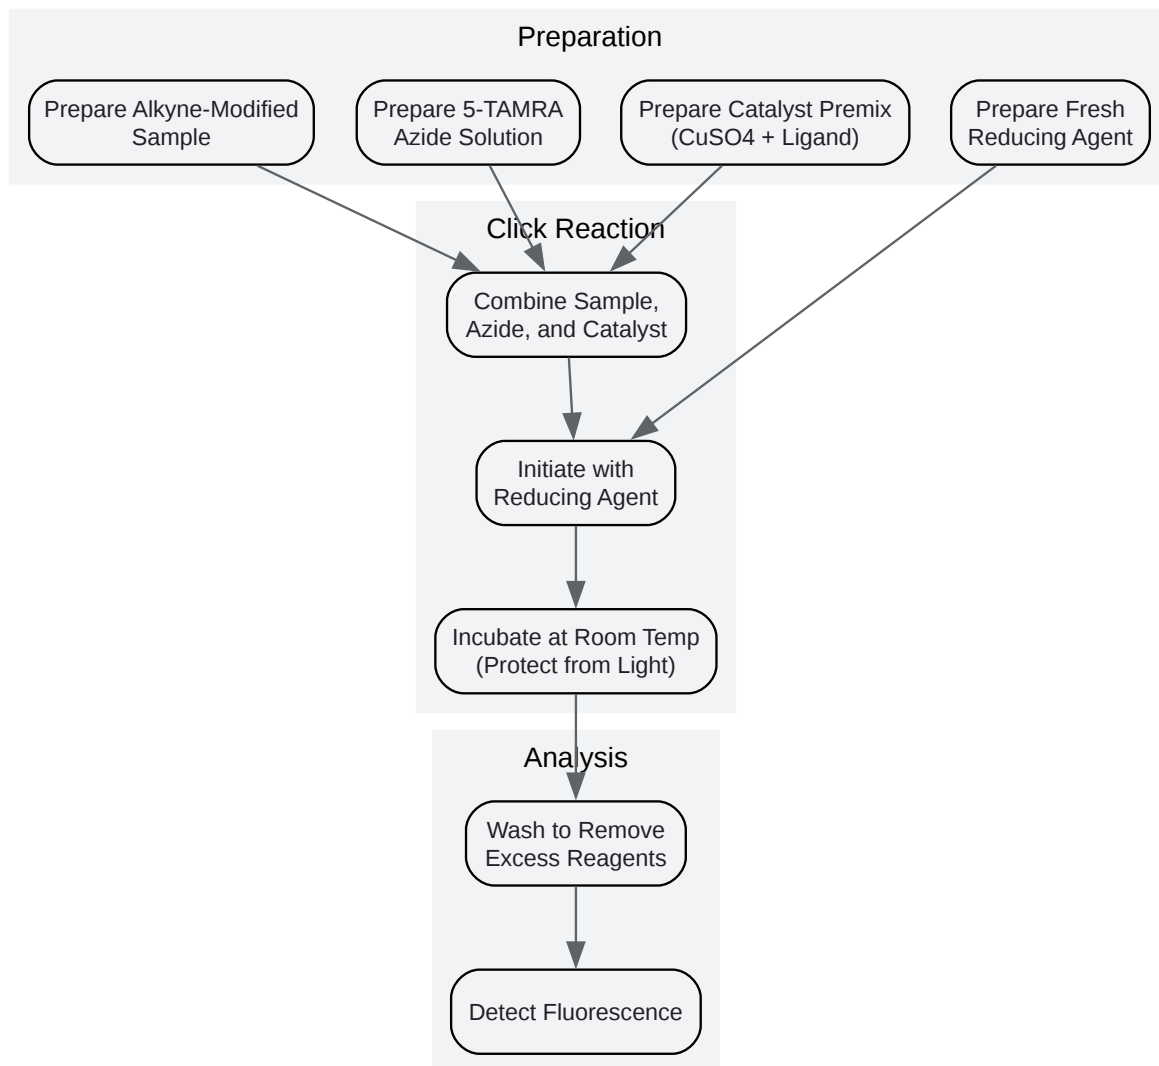 Preparation
Prepare Alkyne-Modified
Sample
Prepare 5-TAMRA
Azide Solution
Prepare Catalyst Premix
(CuSO4 + Ligand)
Prepare Fresh
Reducing Agent
Click Reaction
Combine Sample,
Azide, and Catalyst
Initiate with
Reducing Agent
Incubate at Room Temp
(Protect from Light)
Analysis
Wash to Remove
Excess Reagents
Detect Fluorescence